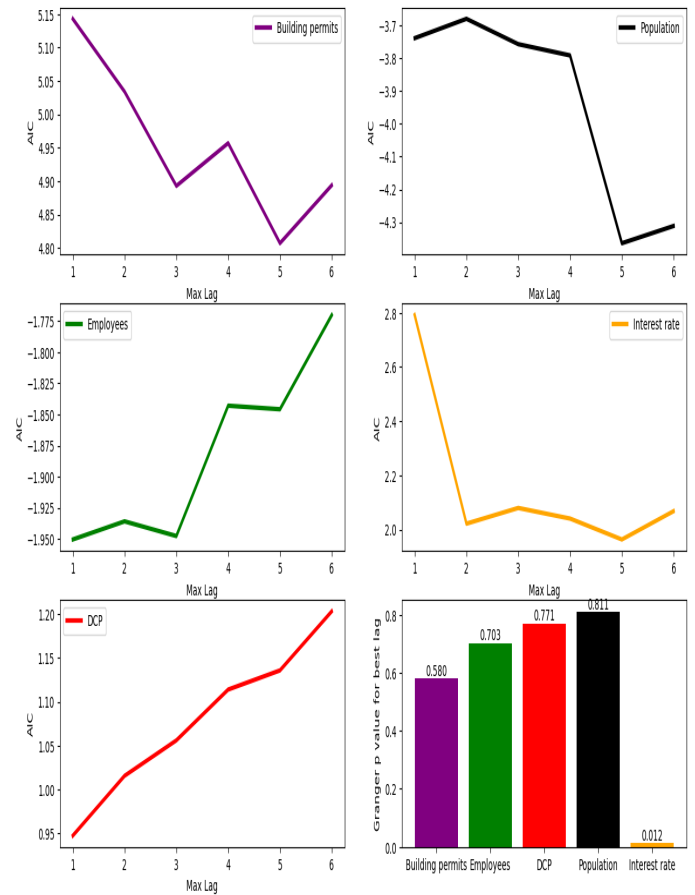 5.15
5.10
5.05
5.00
4.95
4.90
4.85
4.80
AIC
Building permits
1 2 3 4 5 6
Max Lag
−3.7
−3.8
−3.9
−4.0
−4.1
−4.2
−4.3
AIC
Population
1 2 3 4 5 6
Max Lag
−1.775
−1.800
−1.825
−1.850
−1.875
−1.900
−1.925
−1.950
AIC
Employees
1 2 3 4 5 6
Max Lag
2.8
2.6
2.4
2.2
2.0
AIC
Interest rate
1 2 3 4 5 6
Max Lag
1.20
1.15
1.10
1.05
1.00
0.95
AIC
DCP
1 2 3 4 5 6
Max Lag
0.8
0.6
0.4
0.2
0.0
Granger p value for best lag
0.580 0.703 0.771 0.811 0.012
Building permits Employees DCP Population Interest rate